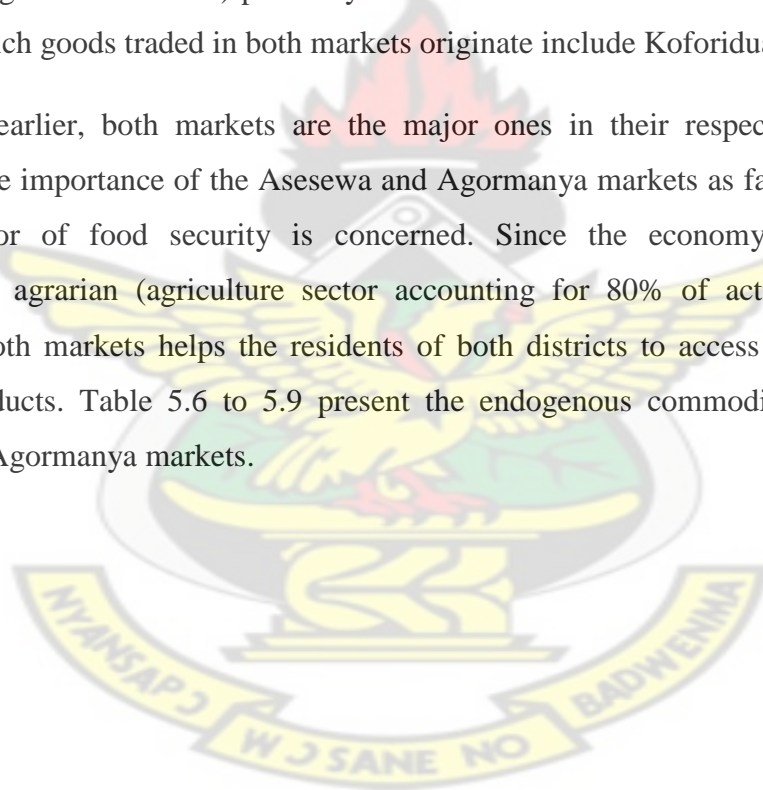 ich goods traded in both markets originate include Koforidua
earlier, both markets are the major ones in their respec
e importance of the Asesewa and Agormanya markets as fa
or of food security is concerned. Since the economy
agrarian (agriculture sector accounting for 80% of act
oth markets helps the residents of both districts to access
ducts. Table 5.6 to 5.9 present the endogenous commodi
Agormanya markets.
NYANSAPƆ
WƆSANE NO
BADWENMA